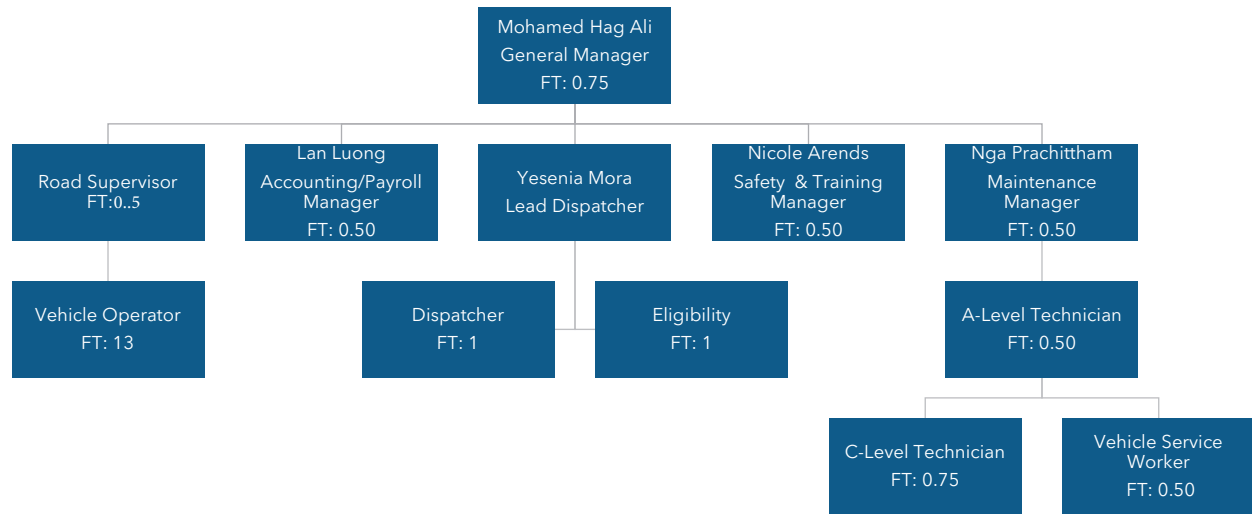 Mohamed Hag Ali
General Manager
FT: 0.75
Road Supervisor
FT:0..5
Lan Luong
Accounting/Payroll
Manager
FT: 0.50
Yesenia Mora
Lead Dispatcher
Nicole Arends
Safety & Training
Manager
FT: 0.50
Nga Prachittham
Maintenance
Manager
FT: 0.50
Vehicle Operator
FT: 13
Dispatcher
FT: 1
Eligibility
FT: 1
A-Level Technician
FT: 0.50
C-Level Technician
FT: 0.75
Vehicle Service
Worker
FT: 0.50